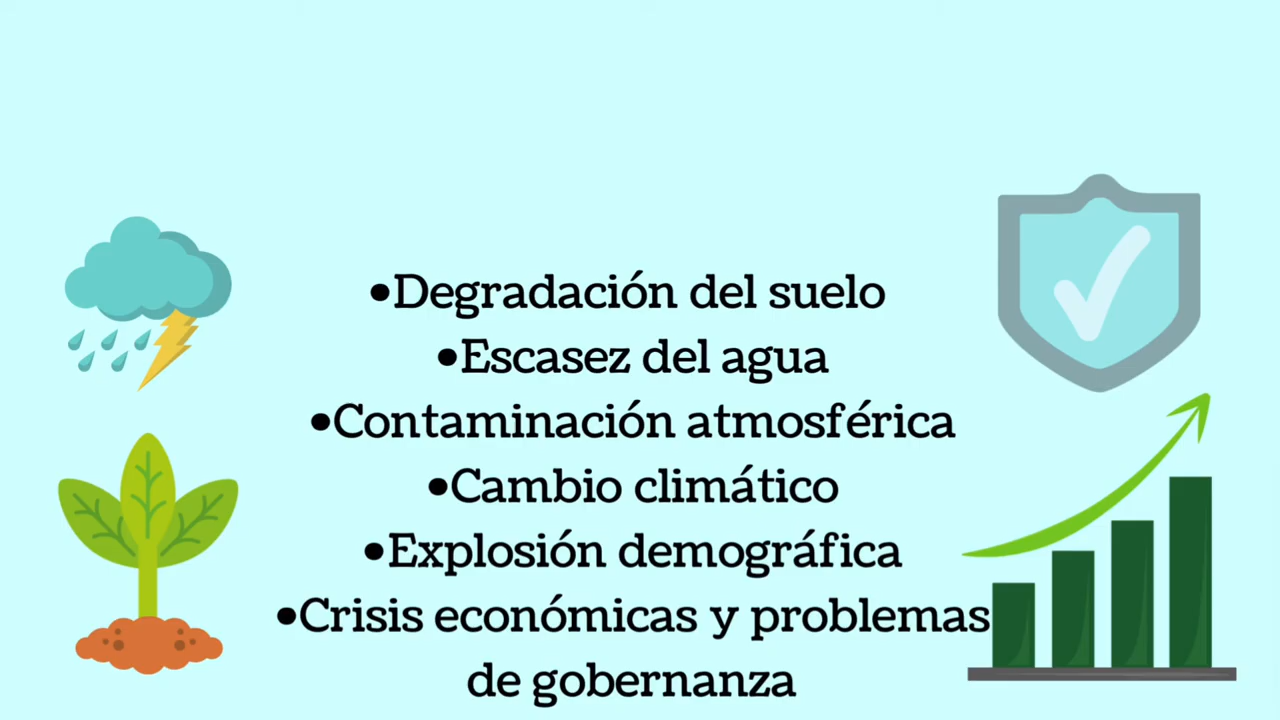 •Degradación del suelo
•Escasez del agua
•Contaminación atmosférica
•Cambio climático
•Explosión demográfica
•Crisis económicas y problemas
de gobernanza